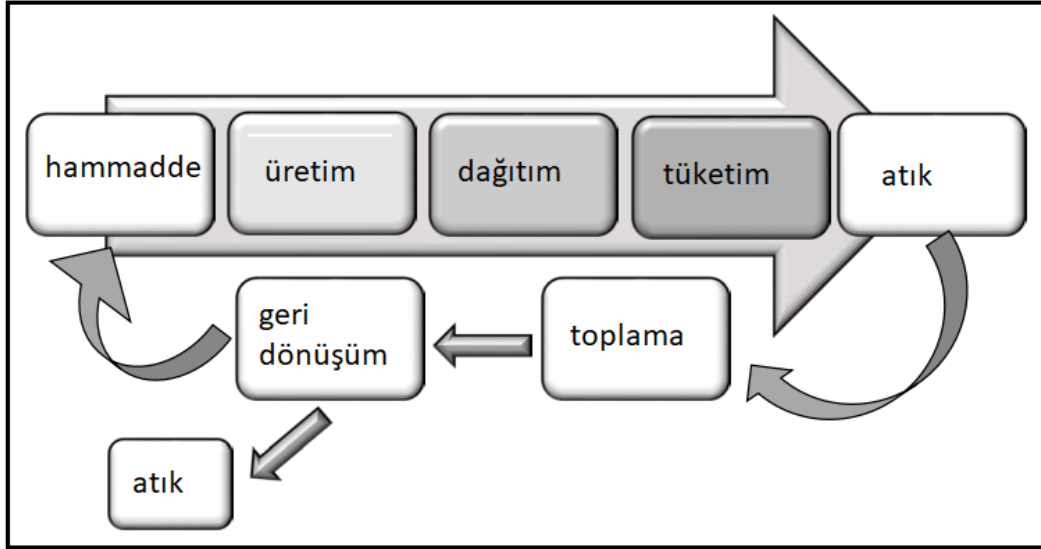 hammadde
üretim
dağıtım
tüketim
atık
geri
dönüşüm
toplama
atık